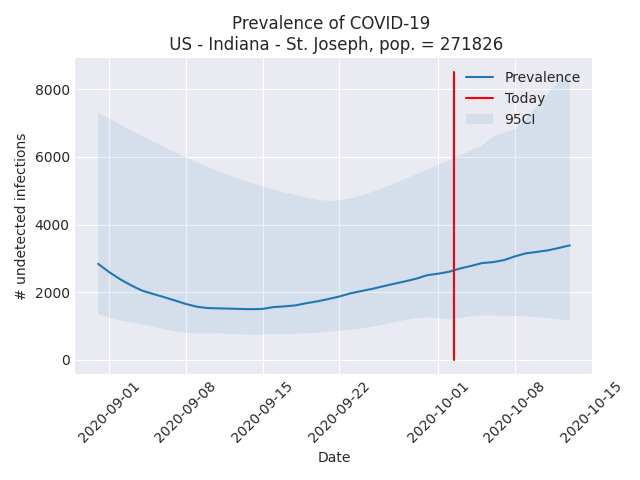 Prevalence of COVID-19
US - Indiana - St. Joseph, pop. = 271826
Prevalence
Today
95CI
8000
6000
4000
2000
0
# undetected infections
2020-09-01
2020-09-08
2020-09-15
2020-09-22
2020-10-01
2020-10-08
2020-10-15
Date